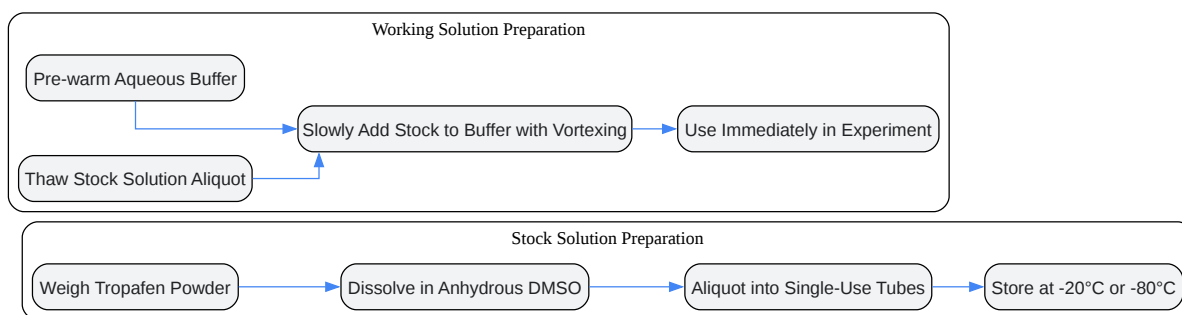 Working Solution Preparation
Pre-warm Aqueous Buffer
Slowly Add Stock to Buffer with Vortexing
Use Immediately in Experiment
Thaw Stock Solution Aliquot
Stock Solution Preparation
Weigh Tropafen Powder
Dissolve in Anhydrous DMSO
Aliquot into Single-Use Tubes
Store at -20°C or -80°C